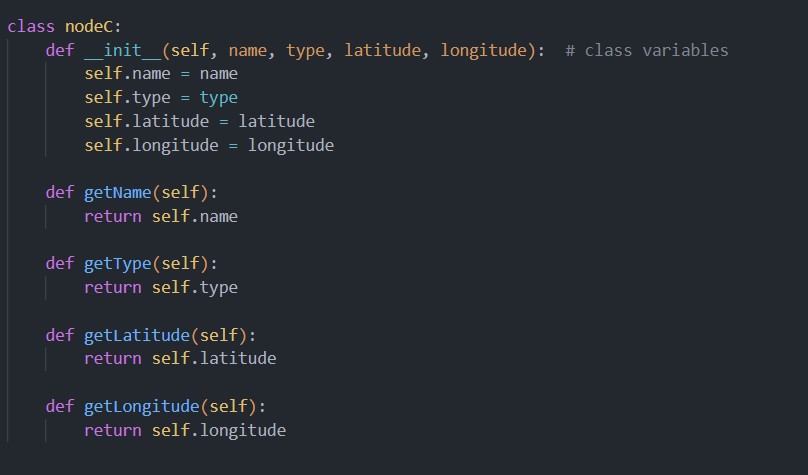 class nodeC:
    def __init__(self, name, type, latitude, longitude):  # class variables
        self.name = name
        self.type = type
        self.latitude = latitude
        self.longitude = longitude

    def getName(self):
        return self.name

    def getType(self):
        return self.type

    def getLatitude(self):
        return self.latitude

    def getLongitude(self):
        return self.longitude